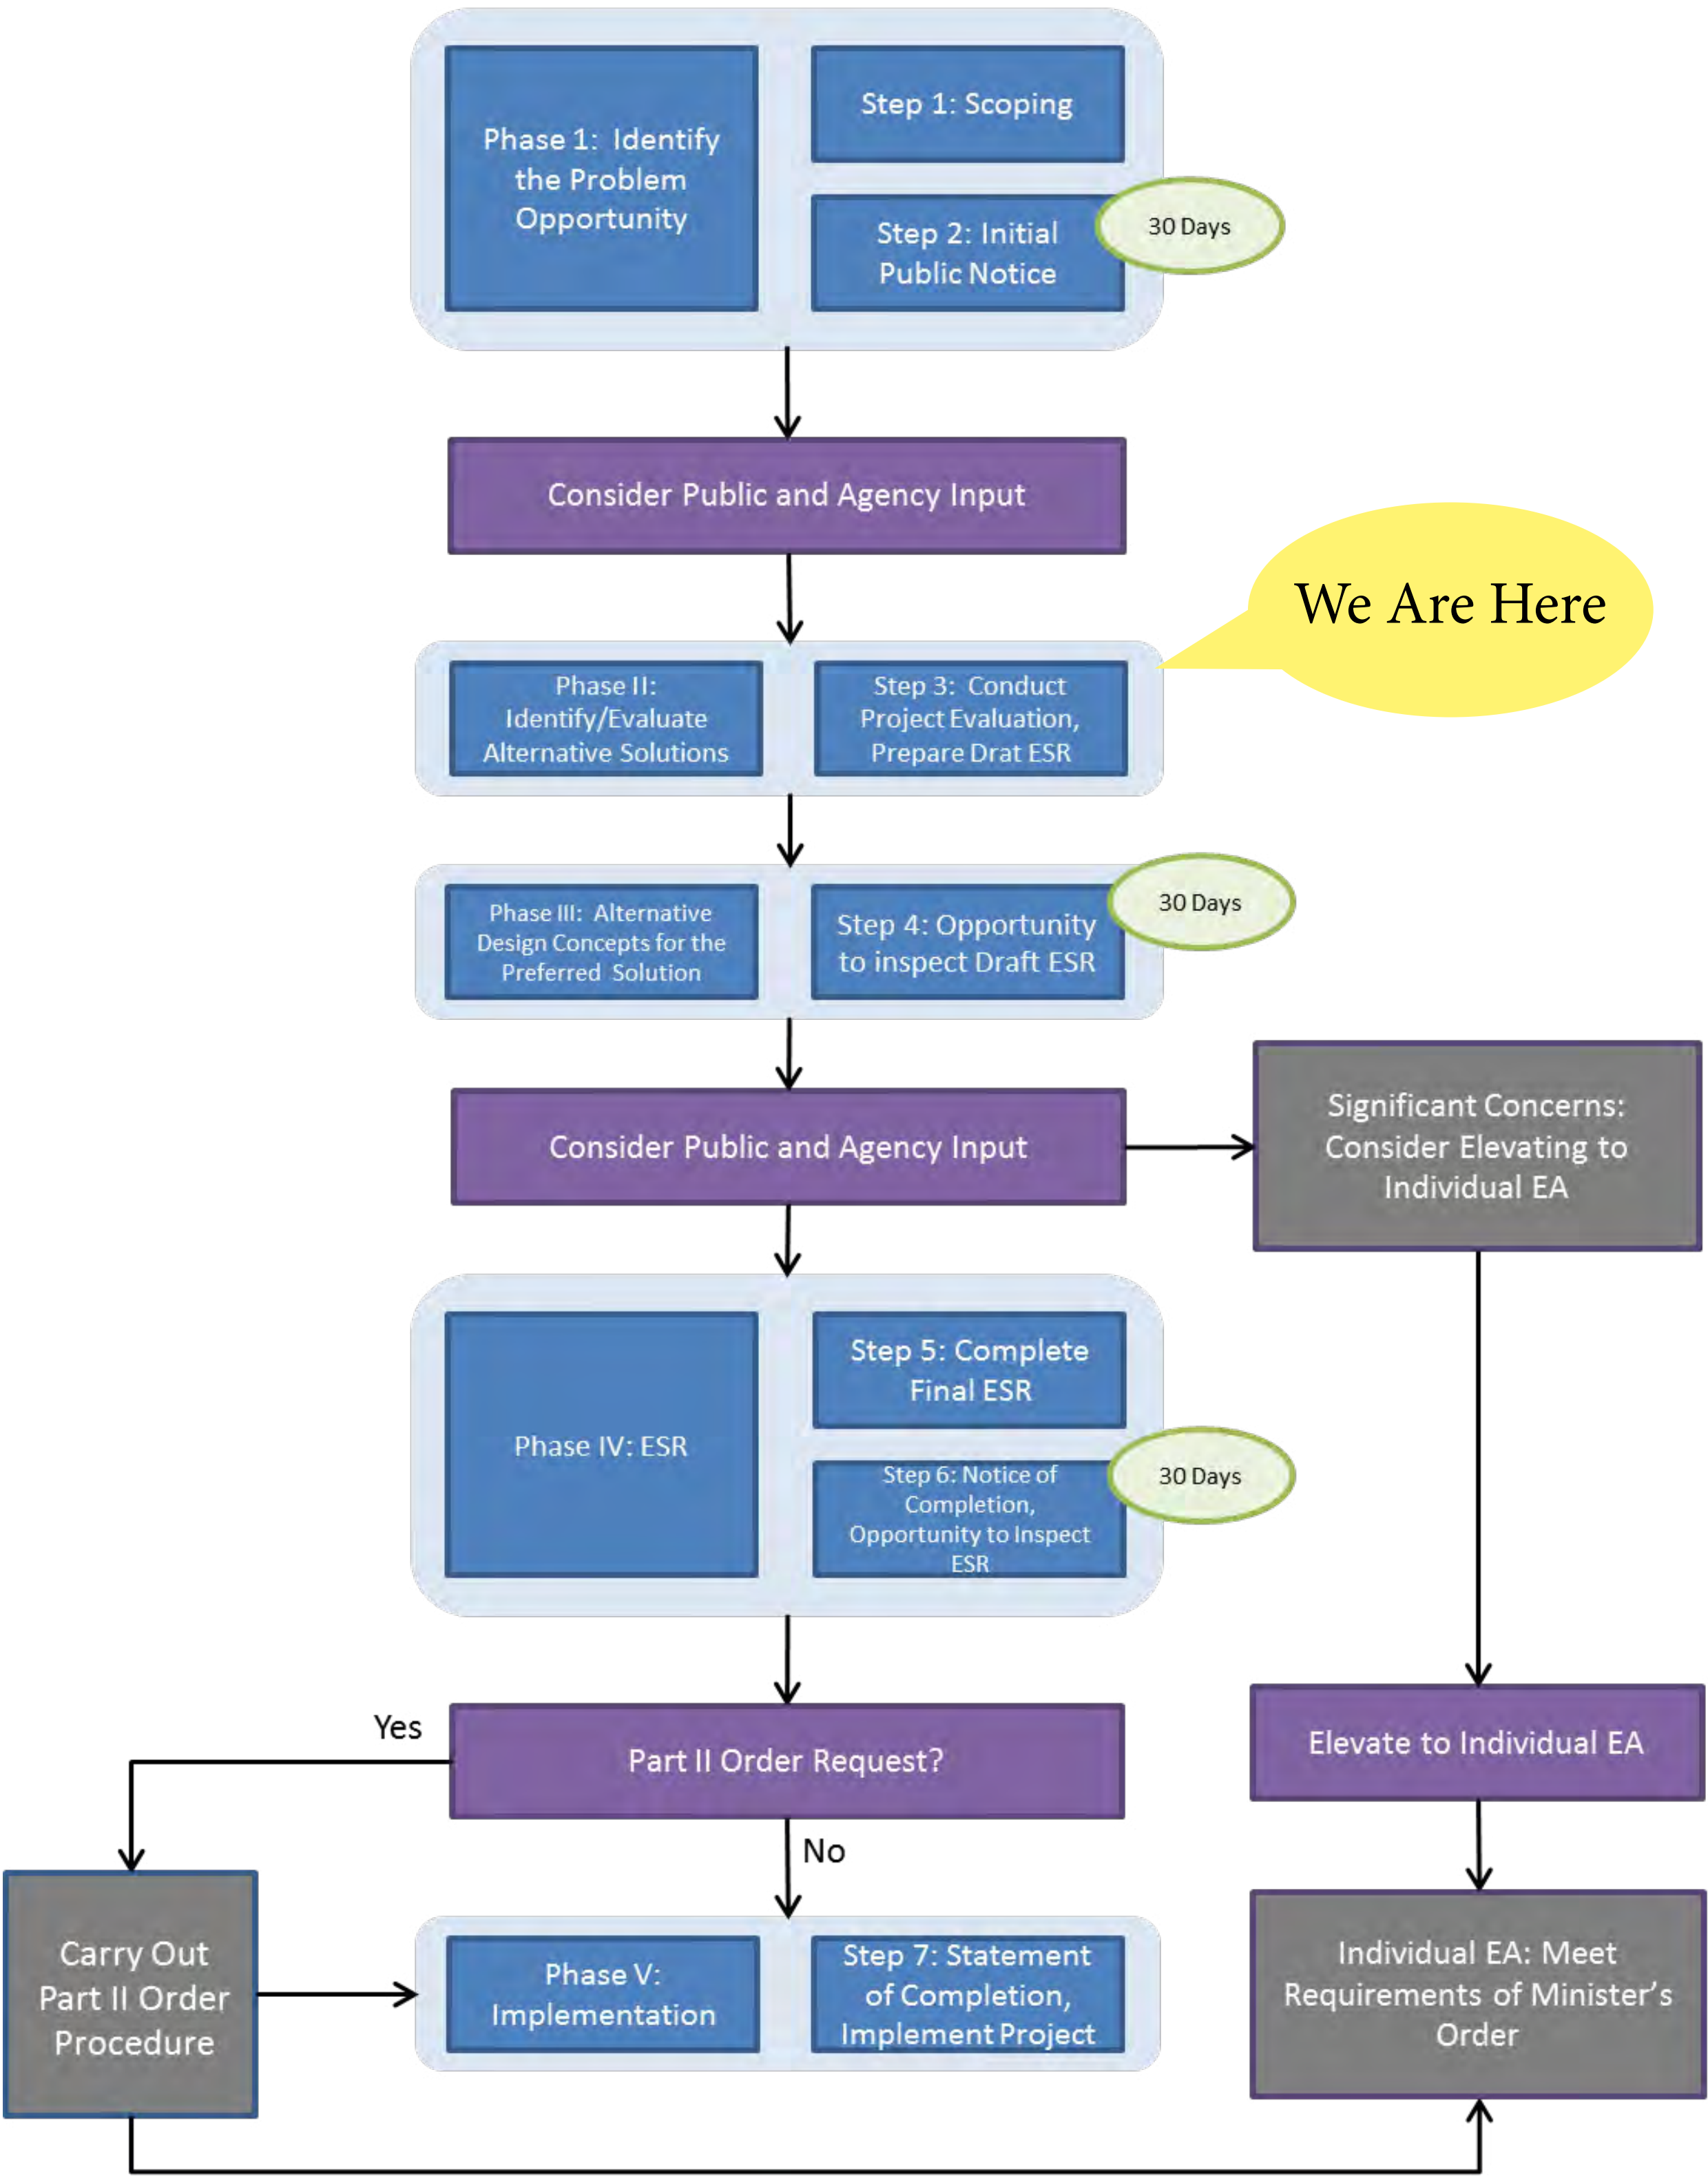 Phase 1:  Identify
the Problem
Opportunity
Step 1: Scoping
Step 2: Initial
Public Notice
30 Days
Consider Public and Agency Input
We Are Here
Phase II:
Identify/Evaluate
Alternative Solutions
Step 3:  Conduct
Project Evaluation,
Prepare Drat ESR
Phase III:  Alternative
Design Concepts for the
Preferred  Solution
Step 4: Opportunity
to inspect Draft ESR
30 Days
Consider Public and Agency Input
Significant Concerns:
Consider Elevating to
Individual EA
Phase IV: ESR
Step 5: Complete
Final ESR
Step 6: Notice of
Completion,
Opportunity to Inspect
ESR
30 Days
Yes
Part II Order Request?
Elevate to Individual EA
No
Carry Out
Part II Order
Procedure
Phase V:
Implementation
Step 7: Statement
of Completion,
Implement Project
Individual EA: Meet
Requirements of Minister’s
Order